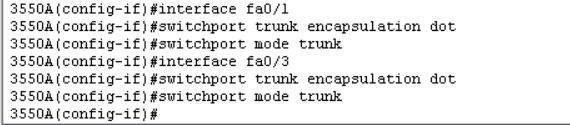 3550A(config-if)#interface fa0/1
3550A(config-if)#switchport trunk encapsulation dot
3550A(config-if)#switchport mode trunk
3550A(config-if)#interface fa0/3
3550A(config-if)#switchport trunk encapsulation dot
3550A(config-if)#switchport mode trunk
3550A(config-if)#